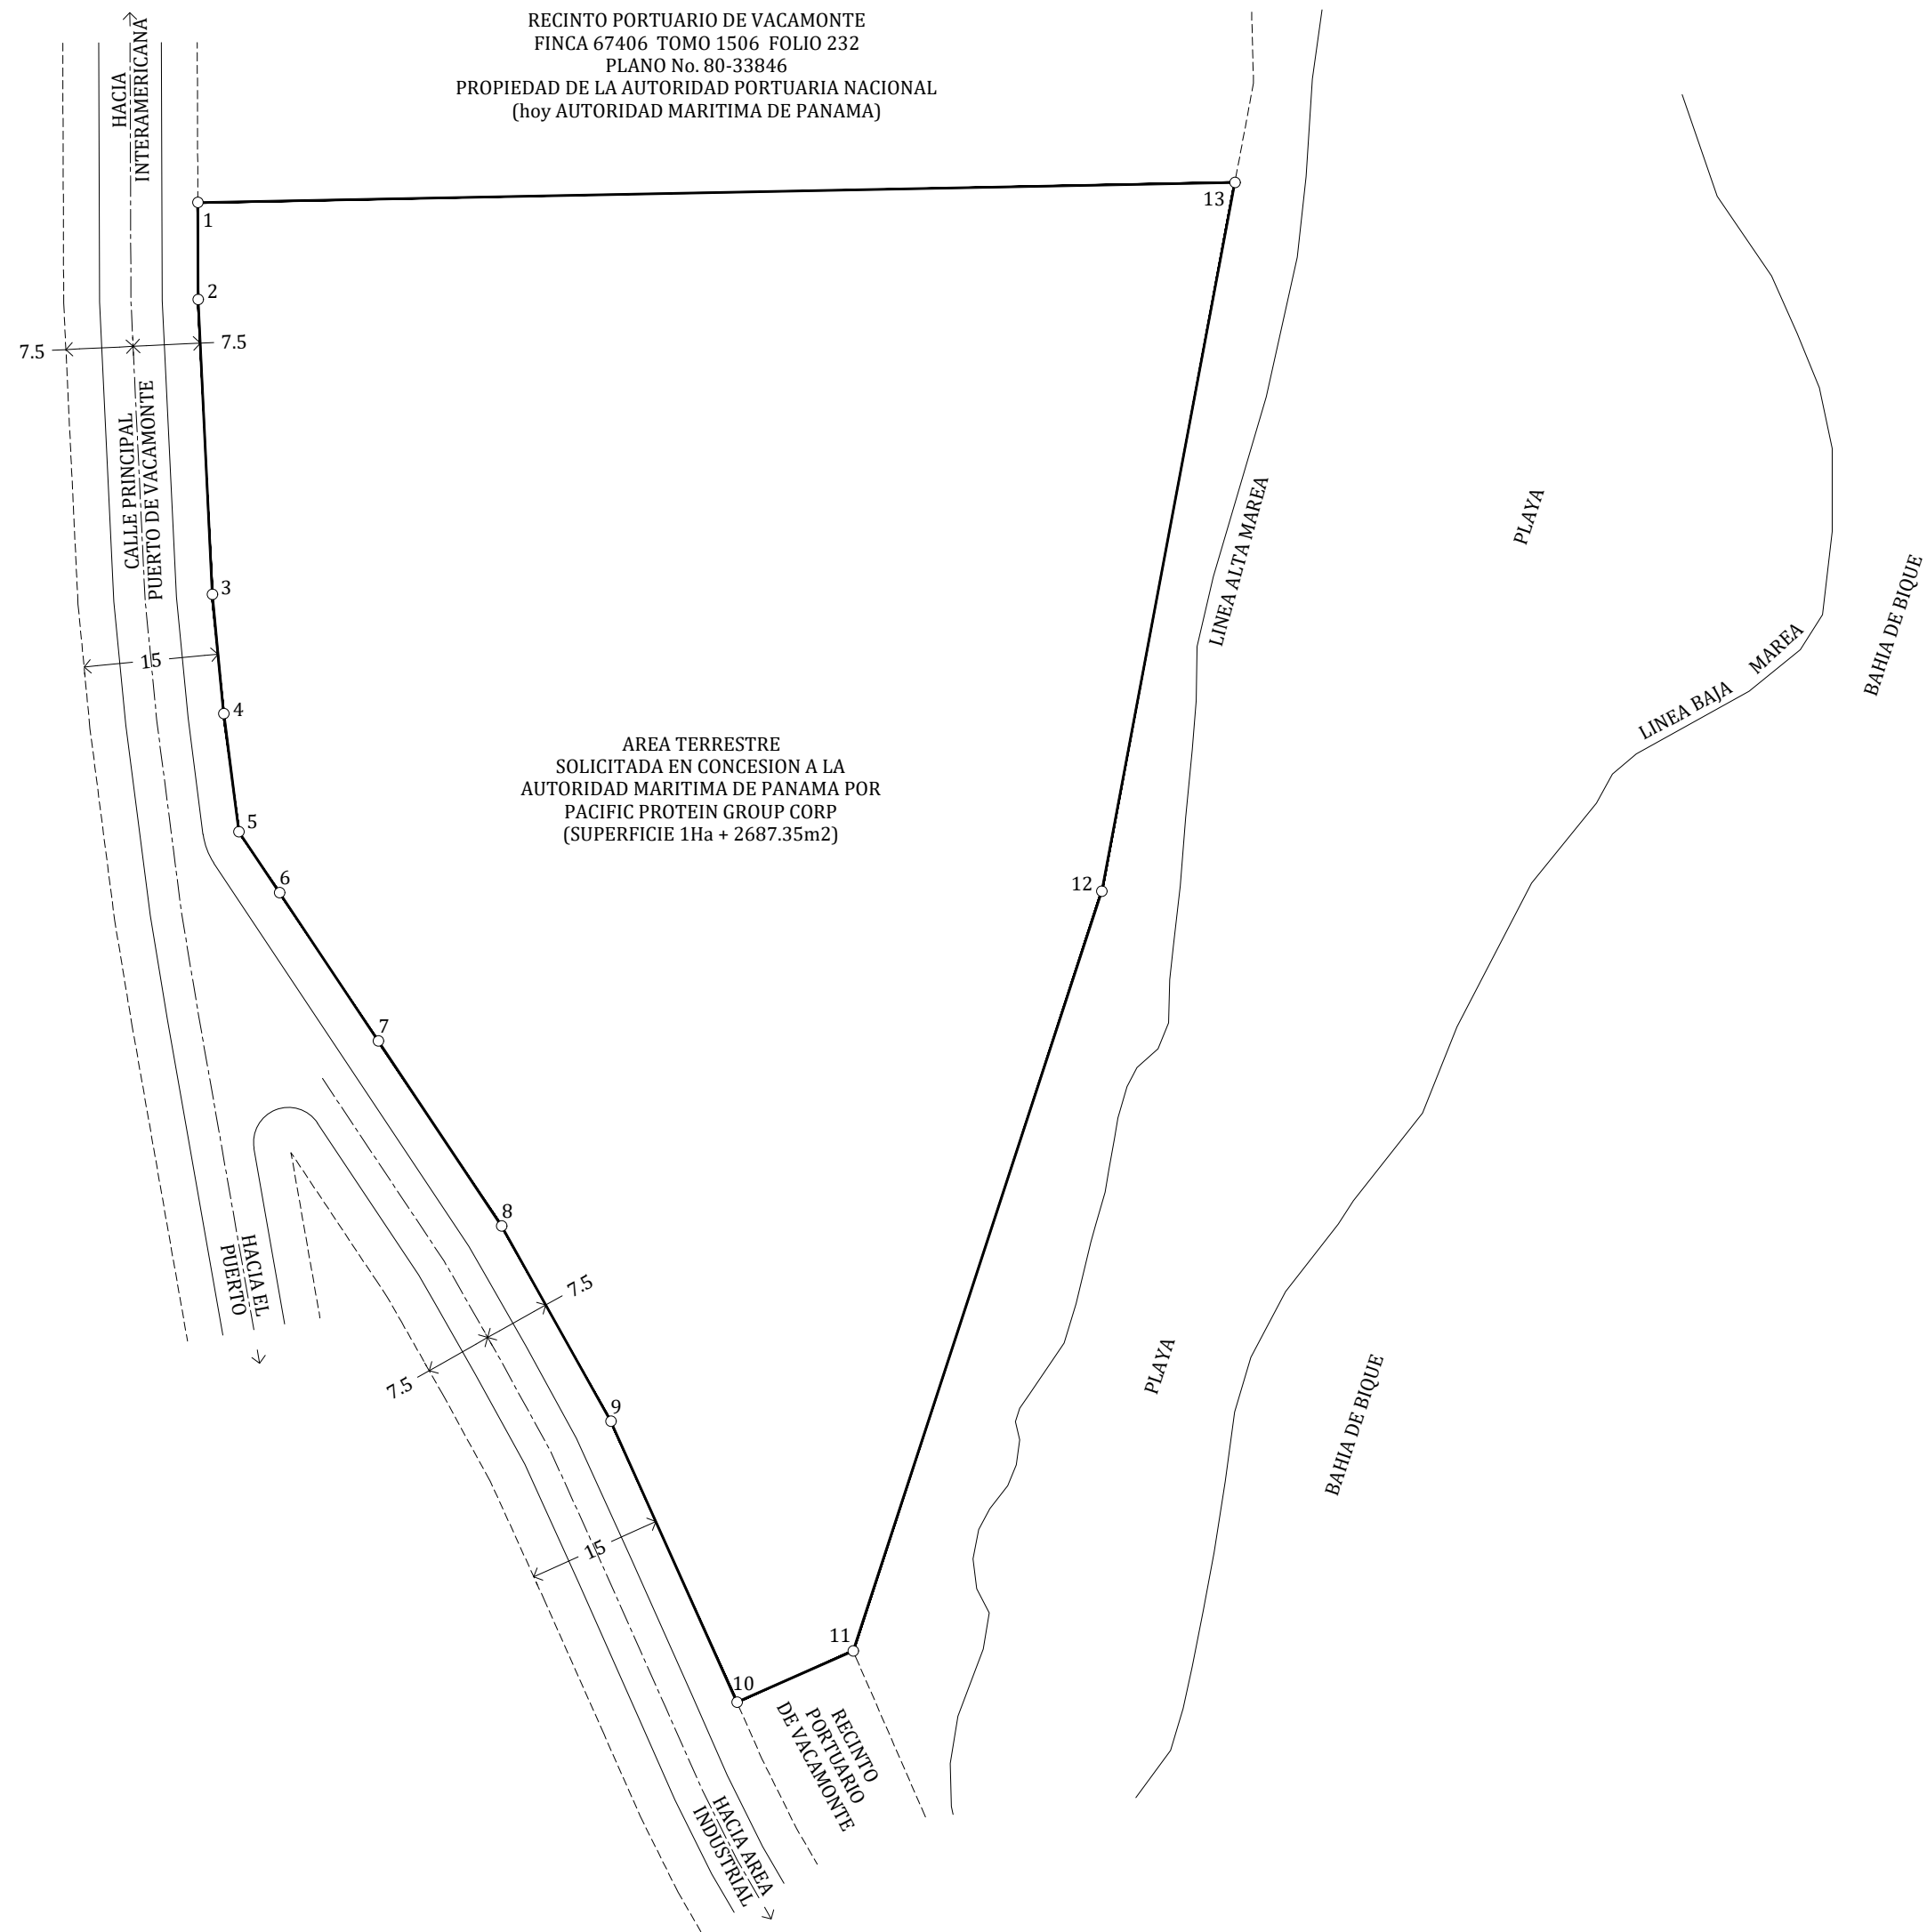 RECINTO PORTUARIO DE VACAMONTE
FINCA 67406 TOMO 1506 FOLIO 232
PLANO No. 80-33846
PROPIEDAD DE LA AUTORIDAD PORTUARIA NACIONAL
(hoy AUTORIDAD MARITIMA DE PANAMA)
HACIA
INTERAMERICANA
13
1
2
7.5
7.5
CALLE PRINCIPAL
PUERTO DE VACAMONTE
LINEA ALTA MAREA
PLAYA
BAHIA DE BIQUE
3
15
4
LINEA BAJA MAREA
AREA TERRESTRE
SOLICITADA EN CONCESION A LA
AUTORIDAD MARITIMA DE PANAMA POR
PACIFIC PROTEIN GROUP CORP
(SUPERFICIE 1Ha + 2687.35m2)
5
6
12
7
8
HACIA EL
PUERTO
7.5
7.5
PLAYA
BAHIA DE BIQUE
9
15
11
10
RECINTO
PORTUARIO
DE VACAMONTE
HACIA AREA
INDUSTRIAL